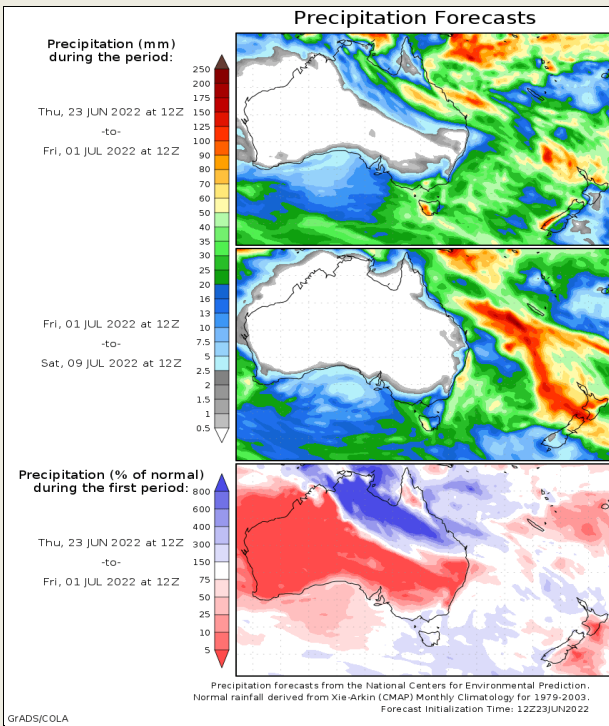 Precipitation Forecasts
Precipitation (mm)
during the period:
Thu, 23 JUN 2022 at 12Z
-to-
Fri, 01 JUL 2022 at 12Z
250
200
175
150
125
100
90
80
70
60
50
40
35
30
25
20
16
13
10
7.5
5
2.5
2
1.5
1
0.5
Fri, 01 JUL 2022 at 12Z
-to-
Sat, 09 JUL 2022 at 12Z
Precipitation (% of normal)
during the first period:
Thu, 23 JUN 2022 at 12Z
-to-
Fri, 01 JUL 2022 at 12Z
800
600
400
300
150
75
50
25
10
5
Precipitation forecasts from the National Centers for Environmental Prediction.
Normal rainfall derived from Xie-Arkin (CMAP) Monthly Climatology for 1979-2003.
Forecast Initialization Time: 12Z23JUN2022
GrADS/COLA